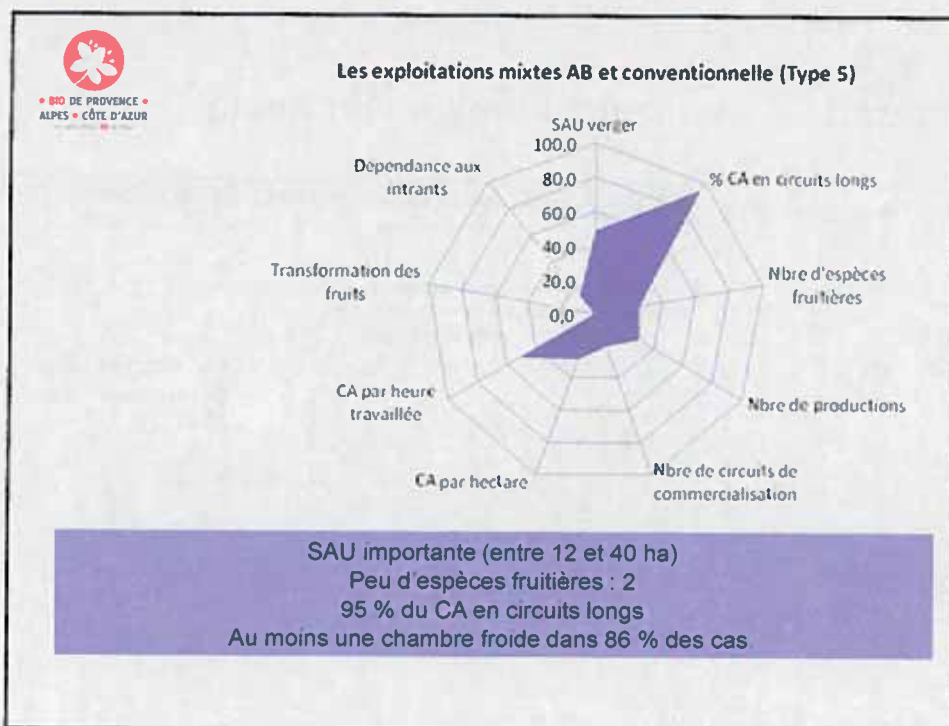 • BIO DE PROVENCE •
ALPES • CÔTE D'AZUR
Les exploitations mixtes AB et conventionnelle (Type 5)
SAU verger
100,0
80,0
60,0
40,0
20,0
0,0
% CA en circuits longs
Nbre d'espèces
fruitières
Nbre de productions
Nbre de circuits de
commercialisation
CA par hectare
CA par heure
travaillée
Transformation des
fruits
Dépendance aux
intrants
SAU importante (entre 12 et 40 ha)
Peu d'espèces fruitières : 2
95 % du CA en circuits longs
Au moins une chambre froide dans 86 % des cas